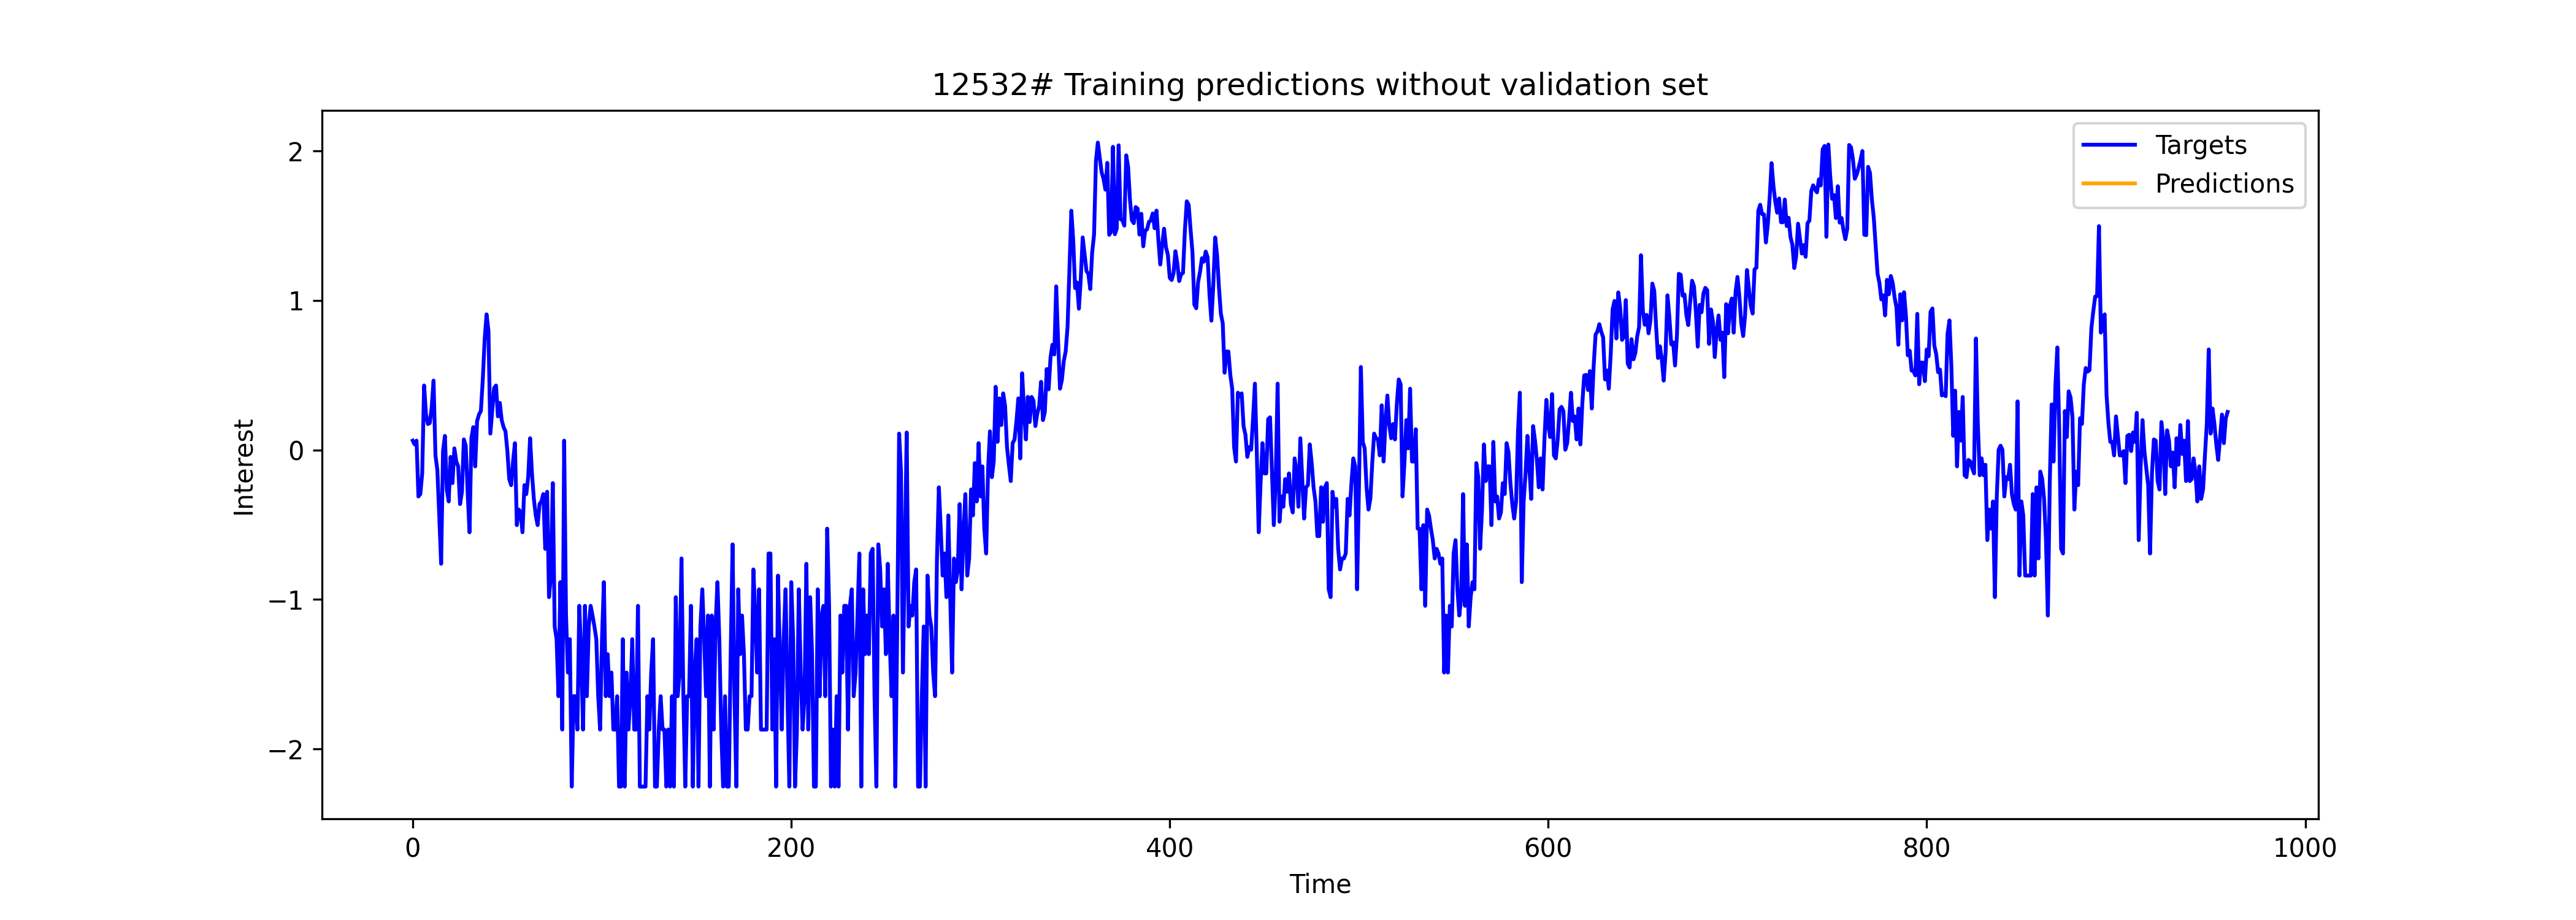 12532# Training predictions without validation set
Targets
Predictions
2
1
0
−1
−2
Interest
0
200
400
600
800
1000
Time